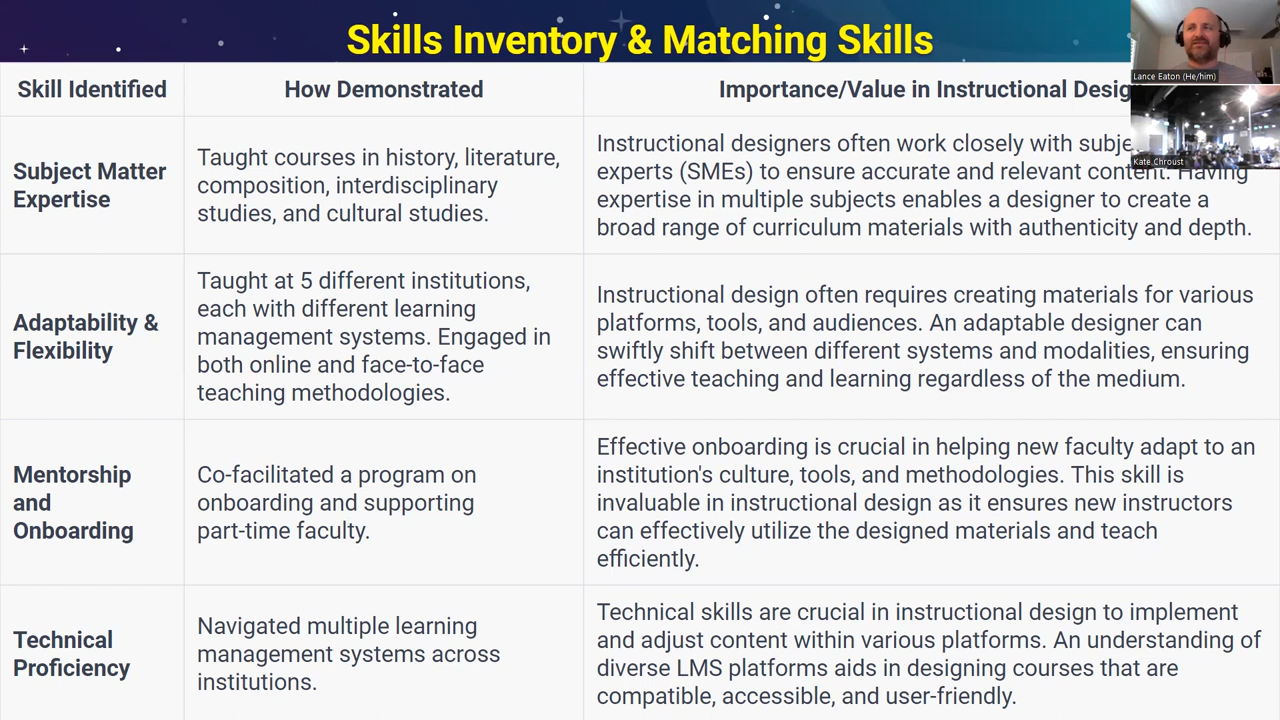 Skills Inventory & Matching Skills
Lance Eaton (He/him)
Kate Chroust
Skill Identified
How Demonstrated
Importance/Value in Instructional Desig
Subject Matter
Expertise
Taught courses in history, literature,
composition, interdisciplinary
studies, and cultural studies.
Instructional designers often work closely with subje
experts (SMEs) to ensure accurate and relevant content. Having
expertise in multiple subjects enables a designer to create a
broad range of curriculum materials with authenticity and depth.
Adaptability &
Flexibility
Taught at 5 different institutions,
each with different learning
management systems. Engaged in
both online and face-to-face
teaching methodologies.
Instructional design often requires creating materials for various
platforms, tools, and audiences. An adaptable designer can
swiftly shift between different systems and modalities, ensuring
effective teaching and learning regardless of the medium.
Mentorship
and
Onboarding
Co-facilitated a program on
onboarding and supporting
part-time faculty.
Effective onboarding is crucial in helping new faculty adapt to an
institution's culture, tools, and methodologies. This skill is
invaluable in instructional design as it ensures new instructors
can effectively utilize the designed materials and teach
efficiently.
Technical
Proficiency
Navigated multiple learning
management systems across
institutions.
Technical skills are crucial in instructional design to implement
and adjust content within various platforms. An understanding of
diverse LMS platforms aids in designing courses that are
compatible, accessible, and user-friendly.